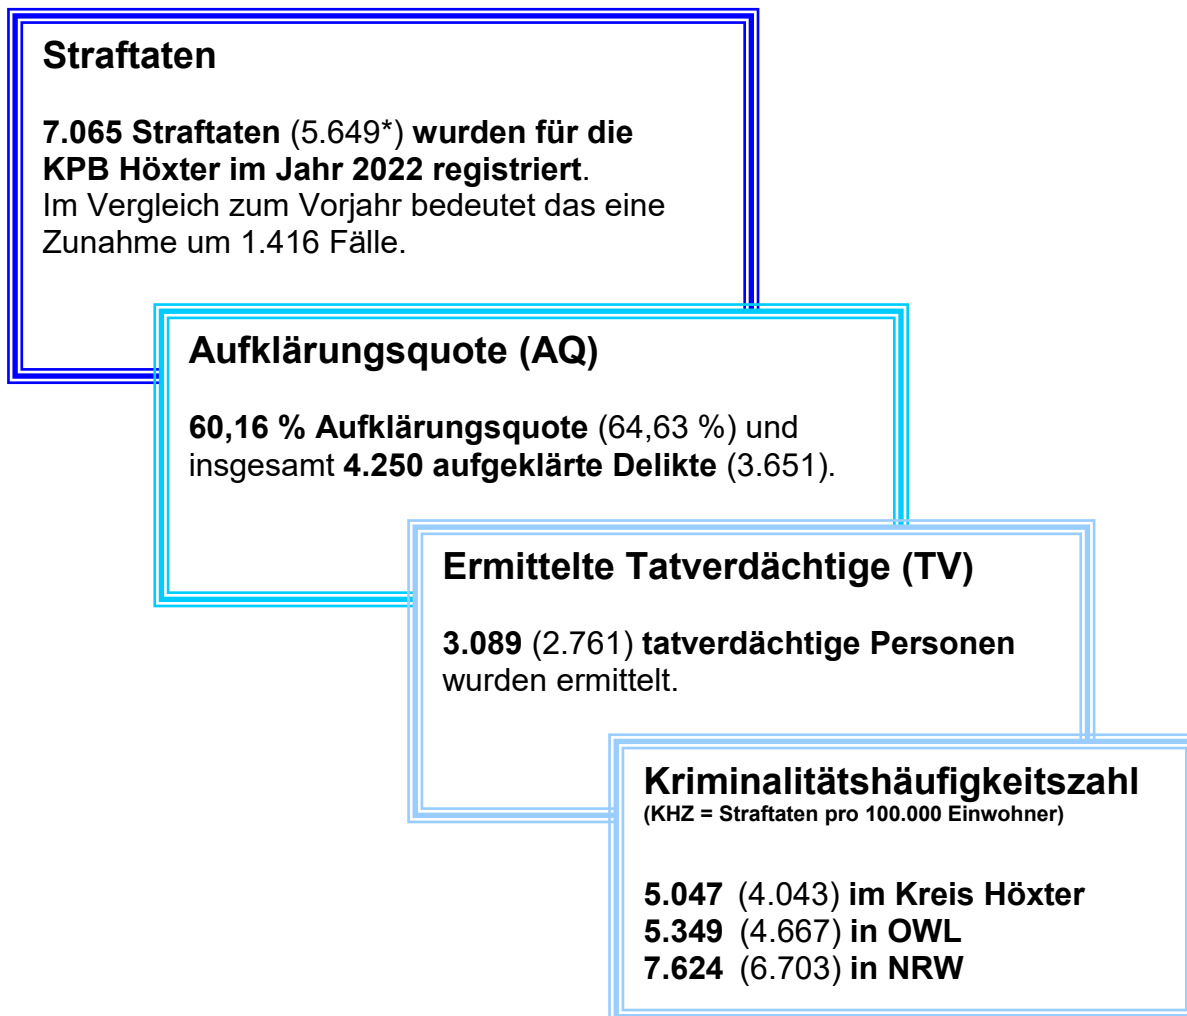 Straftaten
7.065 Straftaten (5.649*) wurden für die
KPB Höxter im Jahr 2022 registriert.
Im Vergleich zum Vorjahr bedeutet das eine
Zunahme um 1.416 Fälle.
Aufklärungsquote (AQ)
60,16 % Aufklärungsquote (64,63 %) und
insgesamt 4.250 aufgeklärte Delikte (3.651).
Ermittelte Tatverdächtige (TV)
3.089 (2.761) tatverdächtige Personen
wurden ermittelt.
Kriminalitätshäufigkeitszahl
(KHZ = Straftaten pro 100.000 Einwohner)
5.047 (4.043) im Kreis Höxter
5.349 (4.667) in OWL
7.624 (6.703) in NRW